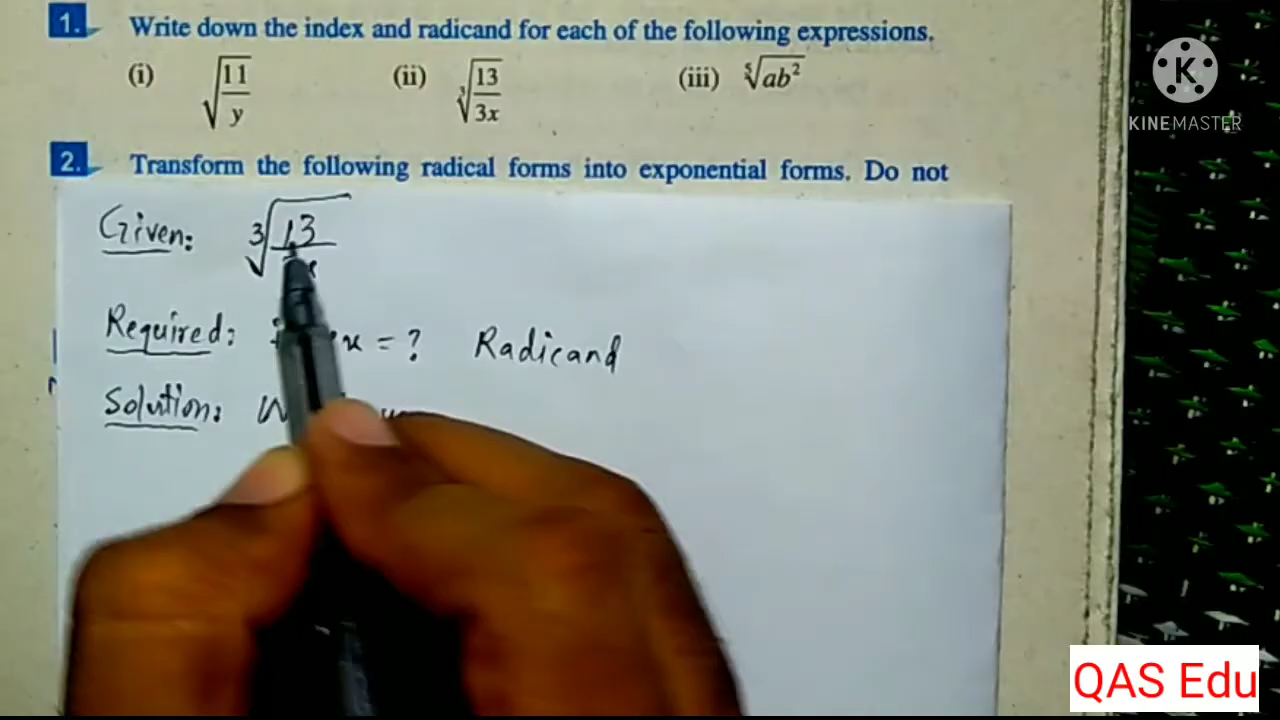 1. Write down the index and radicand for each of the following expressions.
(i) √(11/y) (ii) ∛(13/3x) (iii) ⁵√(ab²)
K
KINEMASTER
2. Transform the following radical forms into exponential forms. Do not
Given: ∛(13/ x
Required: x = ? Radicand
Solution:
QAS Edu